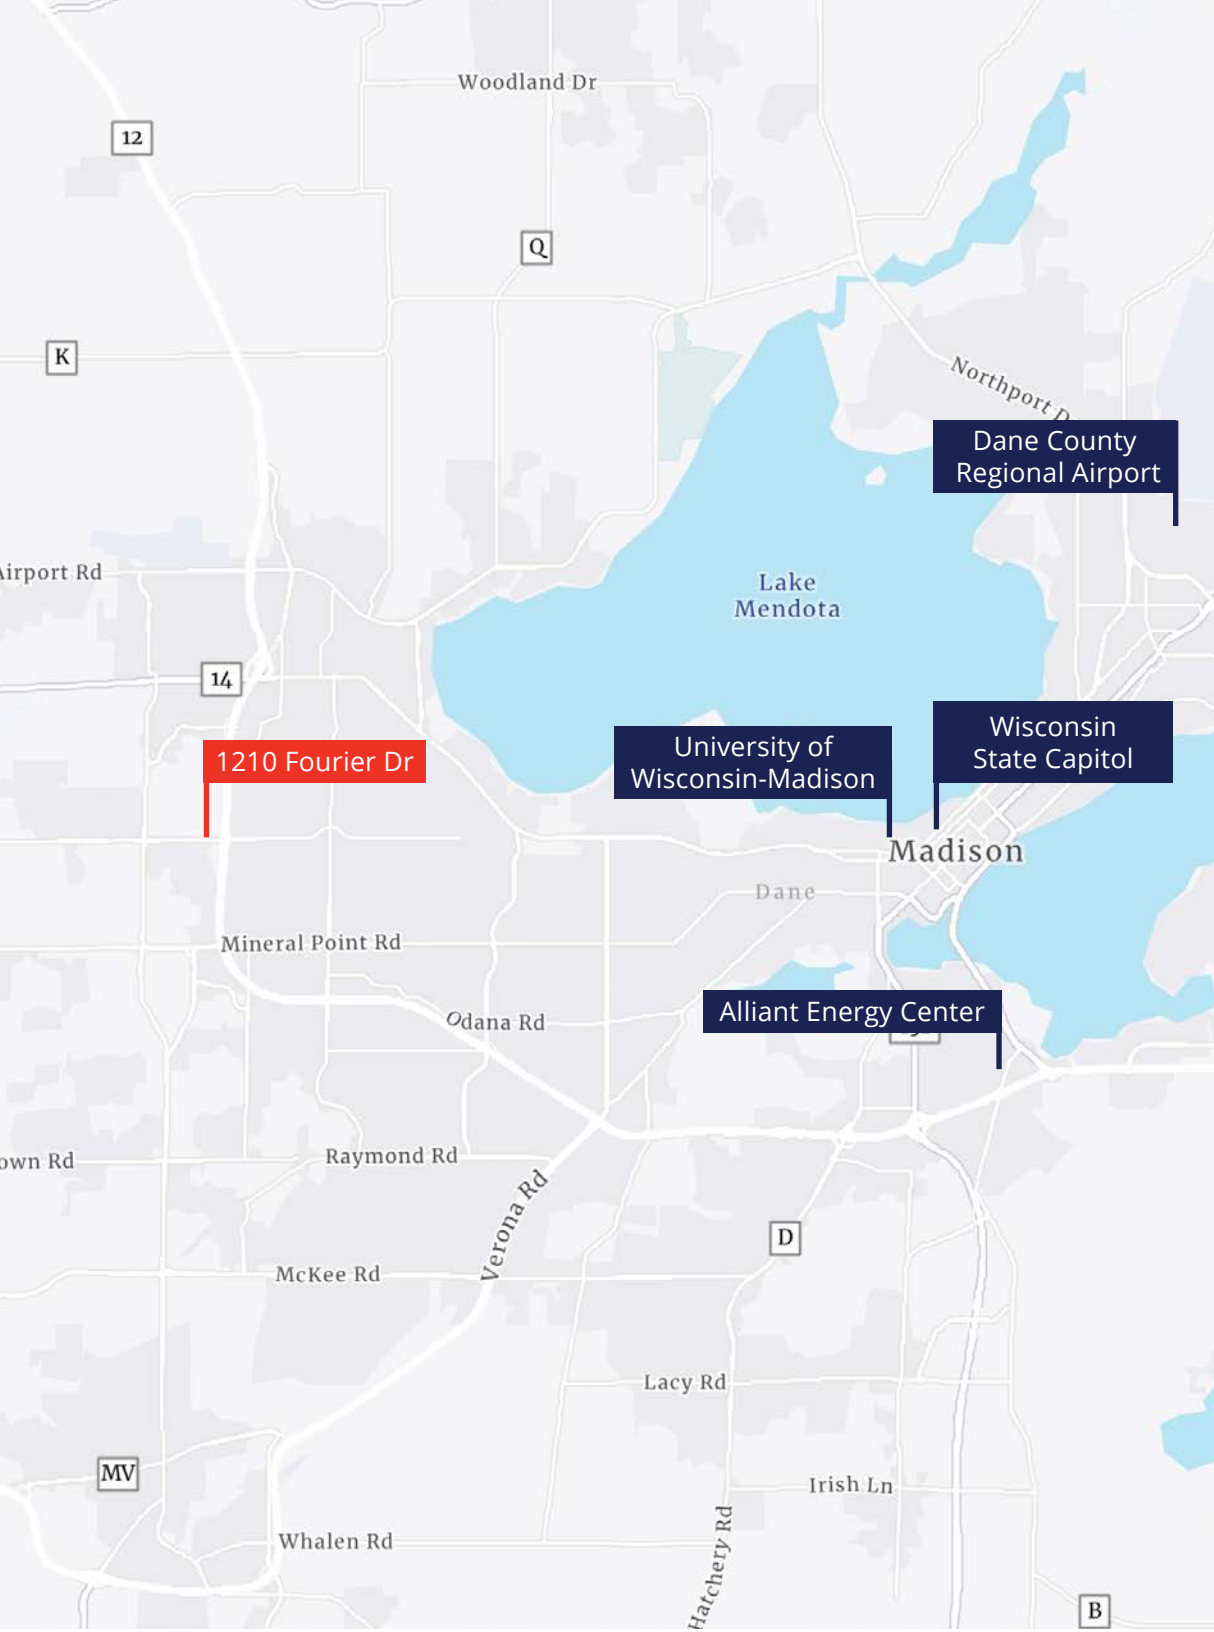 Woodland Dr
12
Q
K
Northport D
Dane County
Regional Airport
Airport Rd
Lake
Mendota
14
Wisconsin
State Capitol
University of
Wisconsin-Madison
1210 Fourier Dr
Madison
Dane
Mineral Point Rd
Alliant Energy Center
Odana Rd
Raymond Rd
own Rd
Verona Rd
D
McKee Rd
Lacy Rd
MV
Irish Ln
Whalen Rd
Hatchery Rd
B